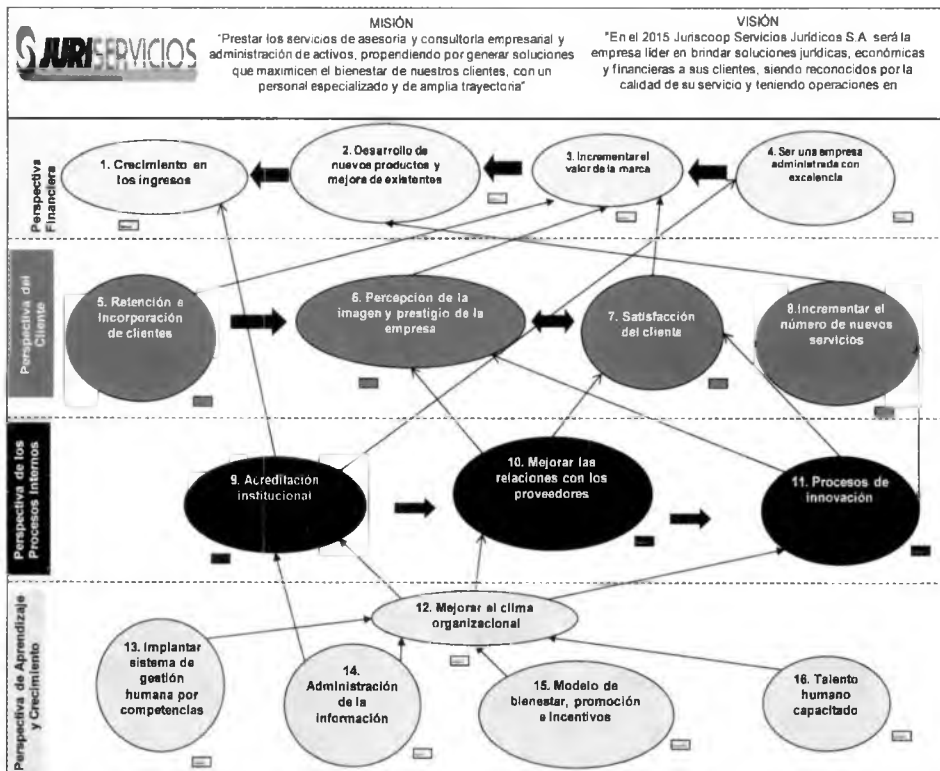 JURISERVICIOS
MISIÓN
"Prestar los servicios de asesoría y consultoría empresarial y
administración de activos, propendiendo por generar soluciones
que maximicen el bienestar de nuestros clientes, con un
personal especializado y de amplia trayectoria"
VISIÓN
"En el 2015 Juriscoop Servicios Jurídicos S.A. será la
empresa líder en brindar soluciones jurídicas, económicas
y financieras a sus clientes, siendo reconocidos por la
calidad de su servicio y teniendo operaciones en
Perspectiva
Financiera
1. Crecimiento en
los ingresos
2. Desarrollo de
nuevos productos y
mejora de existentes
3. Incrementar el
valor de la marca
4. Ser una empresa
administrada con
excelencia
Perspectiva del
Cliente
5. Retención e
incorporación
de clientes
6. Percepción de la
imagen y prestigio de la
empresa
7. Satisfacción
del cliente
8.Incrementar el
número de nuevos
servicios
Perspectiva de los
Procesos Internos
9. Acreditación
institucional
10. Mejorar las
relaciones con los
proveedores
11. Procesos de
innovación
Perspectiva de Aprendizaje
y Crecimiento
12. Mejorar el clima
organizacional
13. Implantar
sistema de
gestión
humana por
competencias
14.
Administración
de la
información
15. Modelo de
bienestar, promoción
e incentivos
16. Talento
humano
capacitado